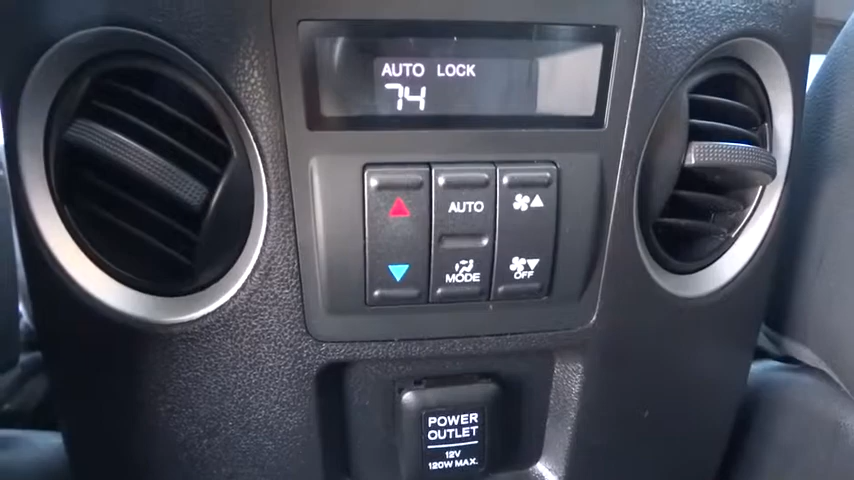 AUTO LOCK
74
AUTO
MODE
OFF
POWER
OUTLET
12V
120W MAX.